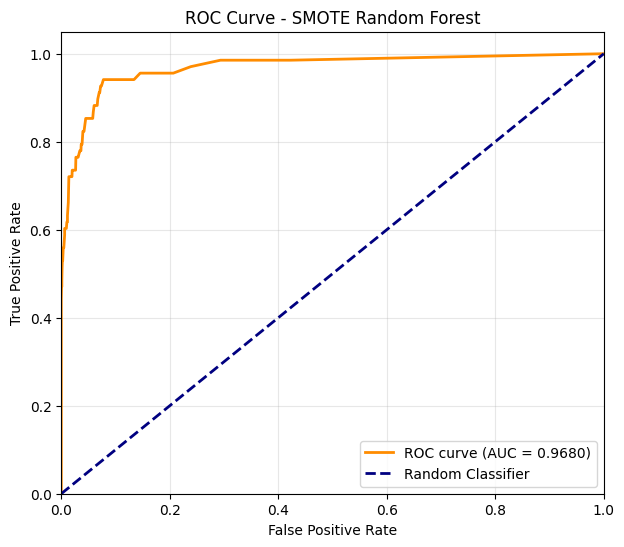 ROC Curve - SMOTE Random Forest
1.0
0.8
0.6
0.4
0.2
0.0
True Positive Rate
ROC curve (AUC = 0.9680)
Random Classifier
0.0 0.2 0.4 0.6 0.8 1.0
False Positive Rate